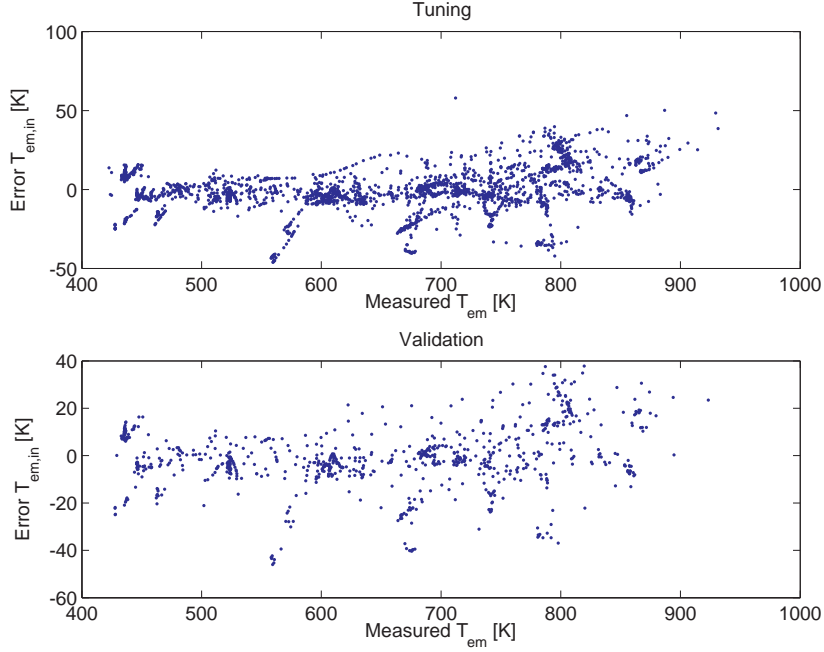 Tuning
100
50
0
-50
Error T_em,in [K]
400 500 600 700 800 900 1000
Measured T_em [K]
Validation
40
20
0
-20
-40
-60
Error T_em,in [K]
400 500 600 700 800 900 1000
Measured T_em [K]